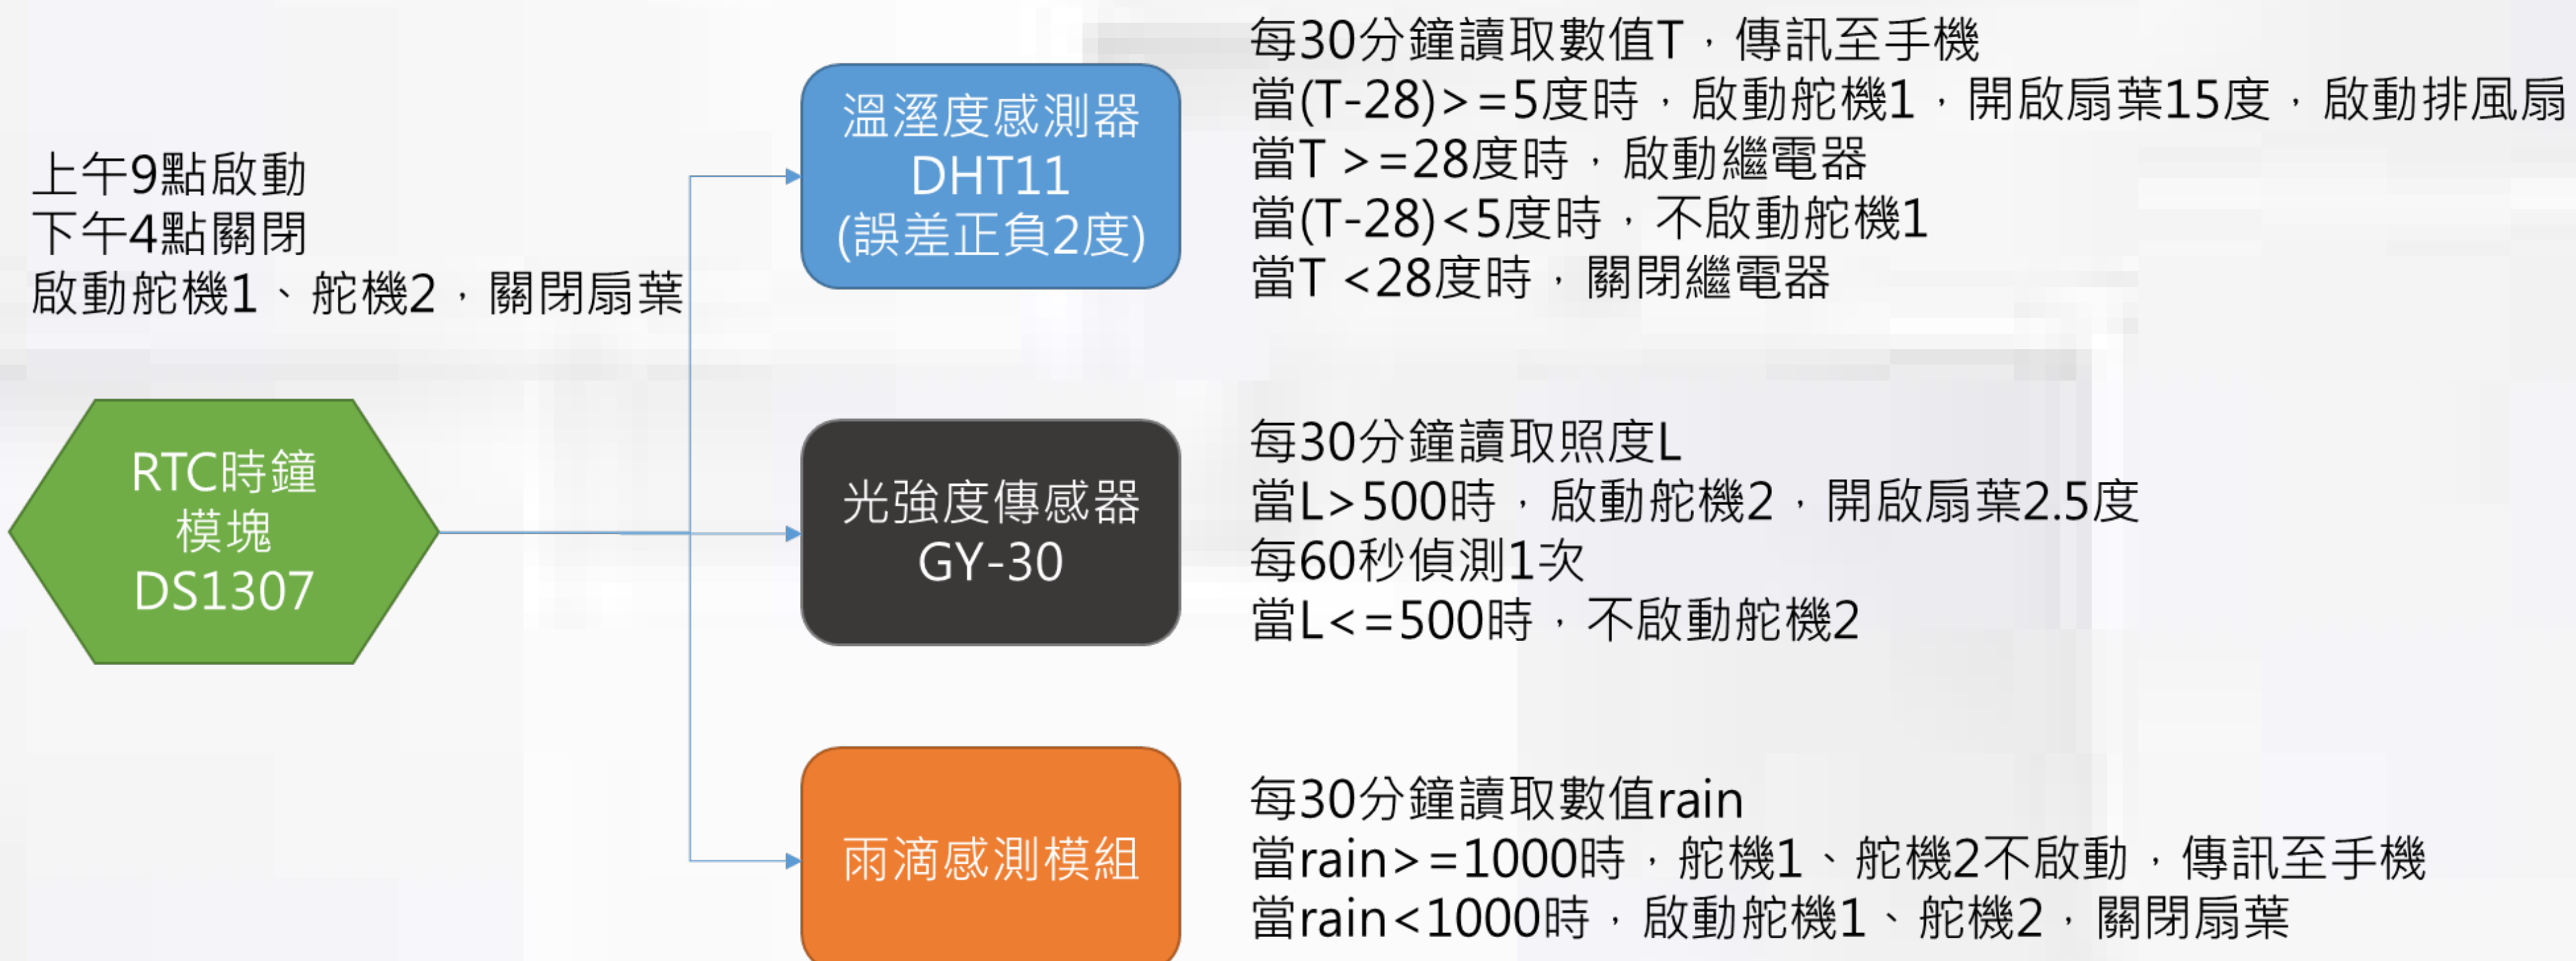 上午9點啟動
下午4點關閉
啟動舵機1、舵機2，關閉扇葉
RTC時鐘
模塊
DS1307
溫溼度感測器
DHT11
(誤差正負2度)
每30分鐘讀取數值T，傳訊至手機
當(T-28)>=5度時，啟動舵機1，開啟扇葉15度，啟動排風扇
當T >=28度時，啟動繼電器
當(T-28)<5度時，不啟動舵機1
當T <28度時，關閉繼電器
光強度傳感器
GY-30
每30分鐘讀取照度L
當L>500時，啟動舵機2，開啟扇葉2.5度
每60秒偵測1次
當L<=500時，不啟動舵機2
雨滴感測模組
每30分鐘讀取數值rain
當rain>=1000時，舵機1、舵機2不啟動，傳訊至手機
當rain<1000時，啟動舵機1、舵機2，關閉扇葉